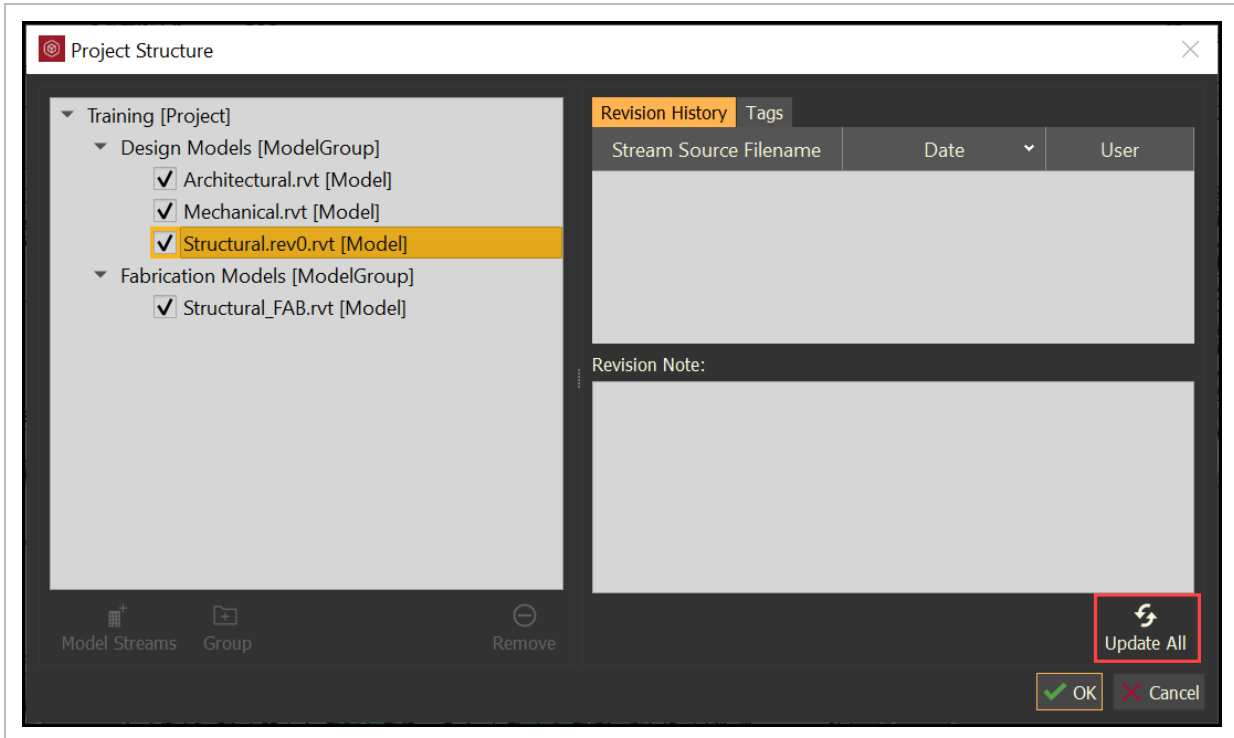 Project Structure
Training [Project]
Design Models [ModelGroup]
Architectural.rvt [Model]
Mechanical.rvt [Model]
Structural.rev0.rvt [Model]
Fabrication Models [ModelGroup]
Structural_FAB.rvt [Model]
Model Streams Group Remove
Revision History Tags
Stream Source Filename Date User
Revision Note:
Update All
OK Cancel